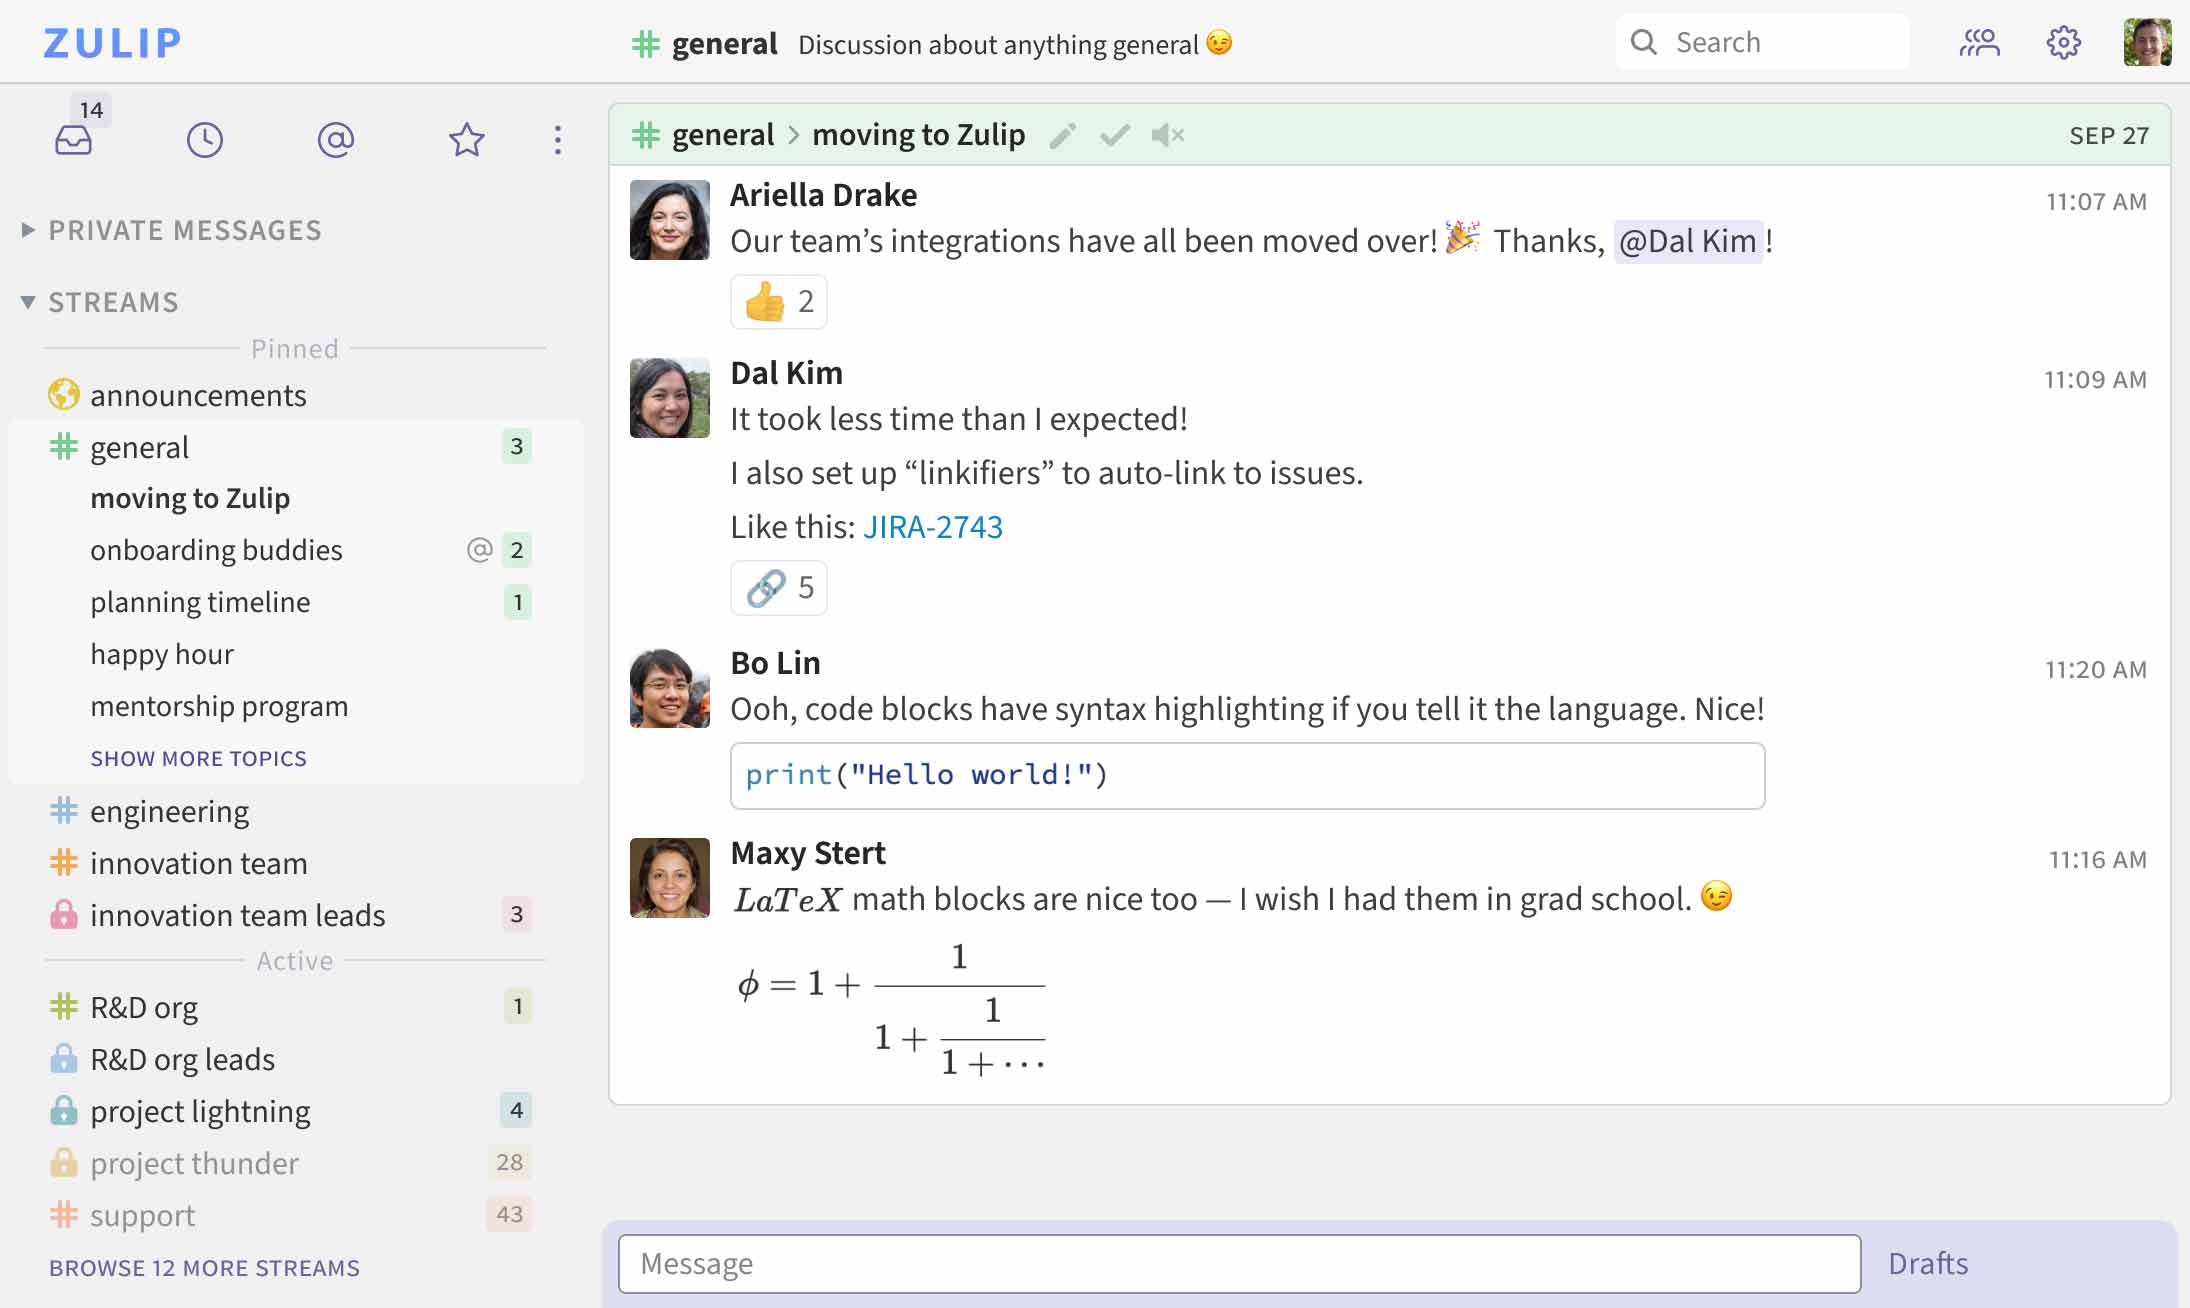 ZULIP
# general Discussion about anything general 😉
Search
14
@
PRIVATE MESSAGES
STREAMS
Pinned
announcements
# general 3
moving to Zulip
onboarding buddies @ 2
planning timeline 1
happy hour
mentorship program
SHOW MORE TOPICS
# engineering
# innovation team
innovation team leads 3
Active
# R&D org 1
R&D org leads
project lightning 4
project thunder 28
# support 43
BROWSE 12 MORE STREAMS
# general > moving to Zulip SEP 27
Ariella Drake 11:07 AM
Our team’s integrations have all been moved over! 🎉 Thanks, @Dal Kim!
👍 2
Dal Kim 11:09 AM
It took less time than I expected!
I also set up “linkifiers” to auto-link to issues.
Like this: JIRA-2743
🔗 5
Bo Lin 11:20 AM
Ooh, code blocks have syntax highlighting if you tell it the language. Nice!
print("Hello world!")
Maxy Stert 11:16 AM
LaTeX math blocks are nice too — I wish I had them in grad school. 😉
1
ϕ = 1 +
1
1 +
1 + ⋯
Message
Drafts